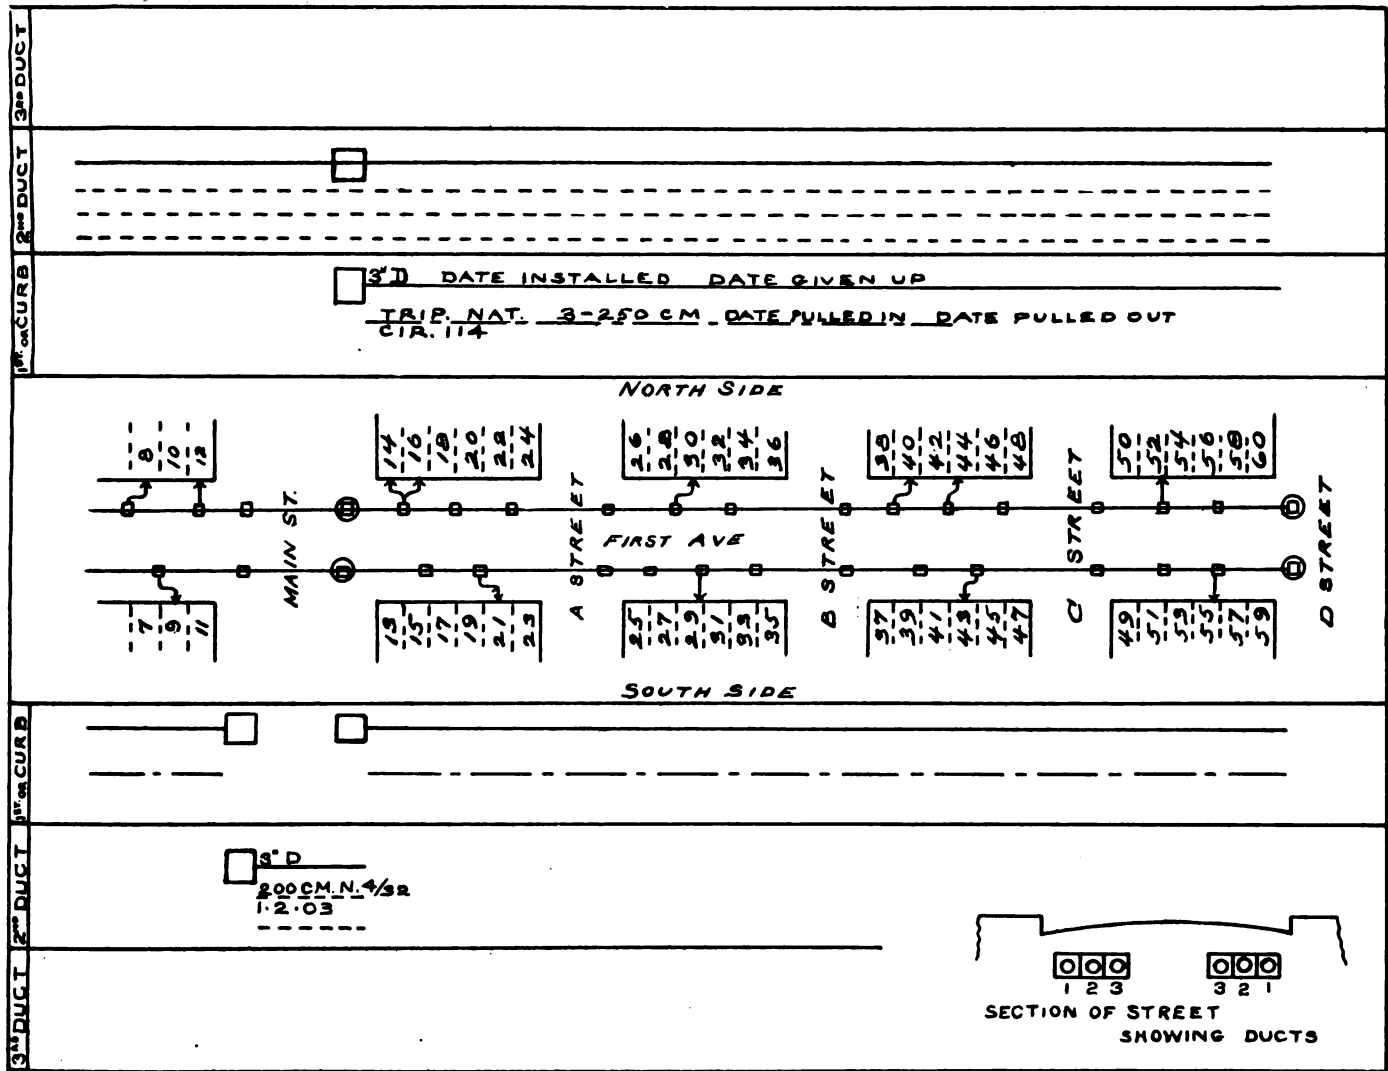 3RD DUCT
2ND DUCT
1ST. OR CURB
3"D DATE INSTALLED DATE GIVEN UP
TRIP. NAT. 3-250 CM DATE PULLED IN DATE PULLED OUT
CIR. 114
NORTH SIDE
8 10 12
14 16 18 20 22 24
26 28 30 32 34 36
38 40 42 44 46 48
50 52 54 56 58 60
MAIN ST.
A STREET
FIRST AVE
B STREET
C STREET
D STREET
7 9 11
13 15 17 19 21 23
25 27 29 31 33 35
37 39 41 43 45 47
49 51 53 55 57 59
SOUTH SIDE
1ST. OR CURB
2ND DUCT
3"D
200 CM. N. 4/32
1·2·03
3RD DUCT
1 2 3
3 2 1
SECTION OF STREET
SHOWING DUCTS